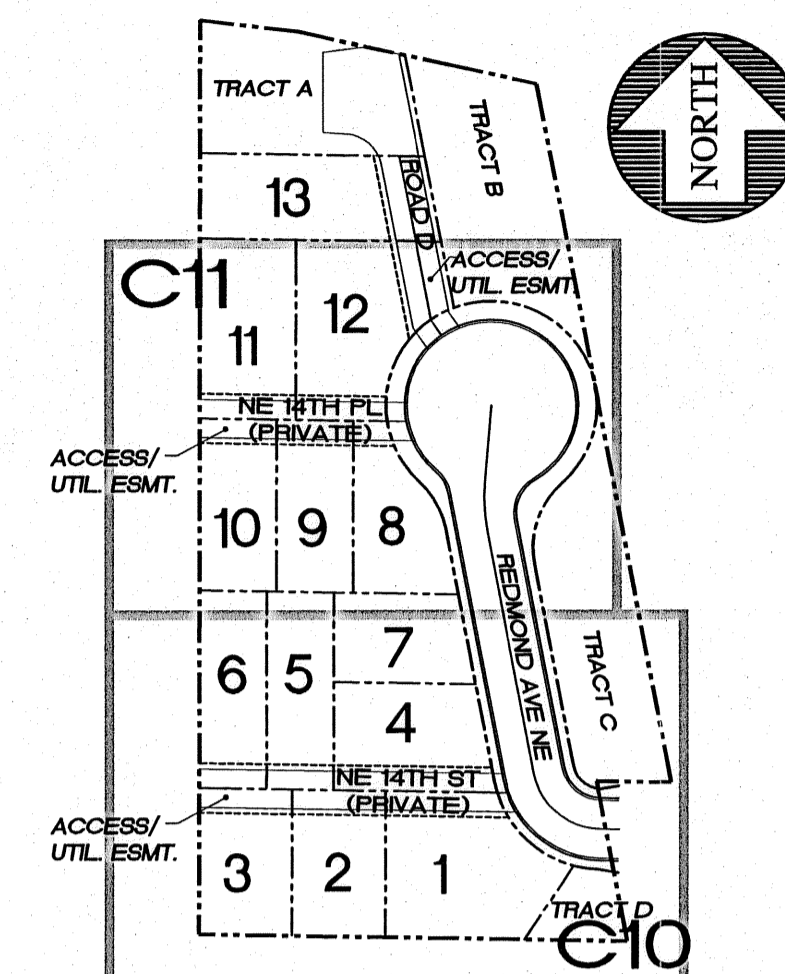 TRACT A
TRACT B
NORTH
13
ROAD D
ACCESS/
UTIL. ESMT.
C11
12
11
NE 14TH PL
(PRIVATE)
ACCESS/
UTIL. ESMT.
10
9
8
REDMOND AVE NE
7
6
5
TRACT C
4
NE 14TH ST
(PRIVATE)
ACCESS/
UTIL. ESMT.
3
2
1
TRACT D
C10